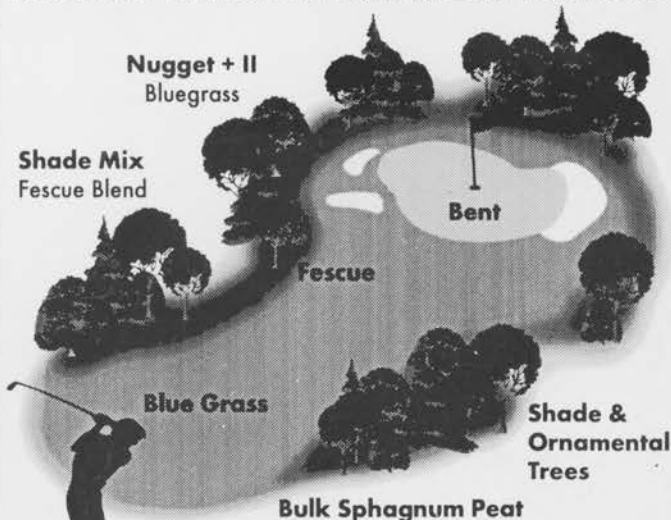 Nugget + II
Bluegrass
Shade Mix
Fescue Blend
Bent
Fescue
Blue Grass
Shade &
Ornamental
Trees
Bulk Sphagnum Peat